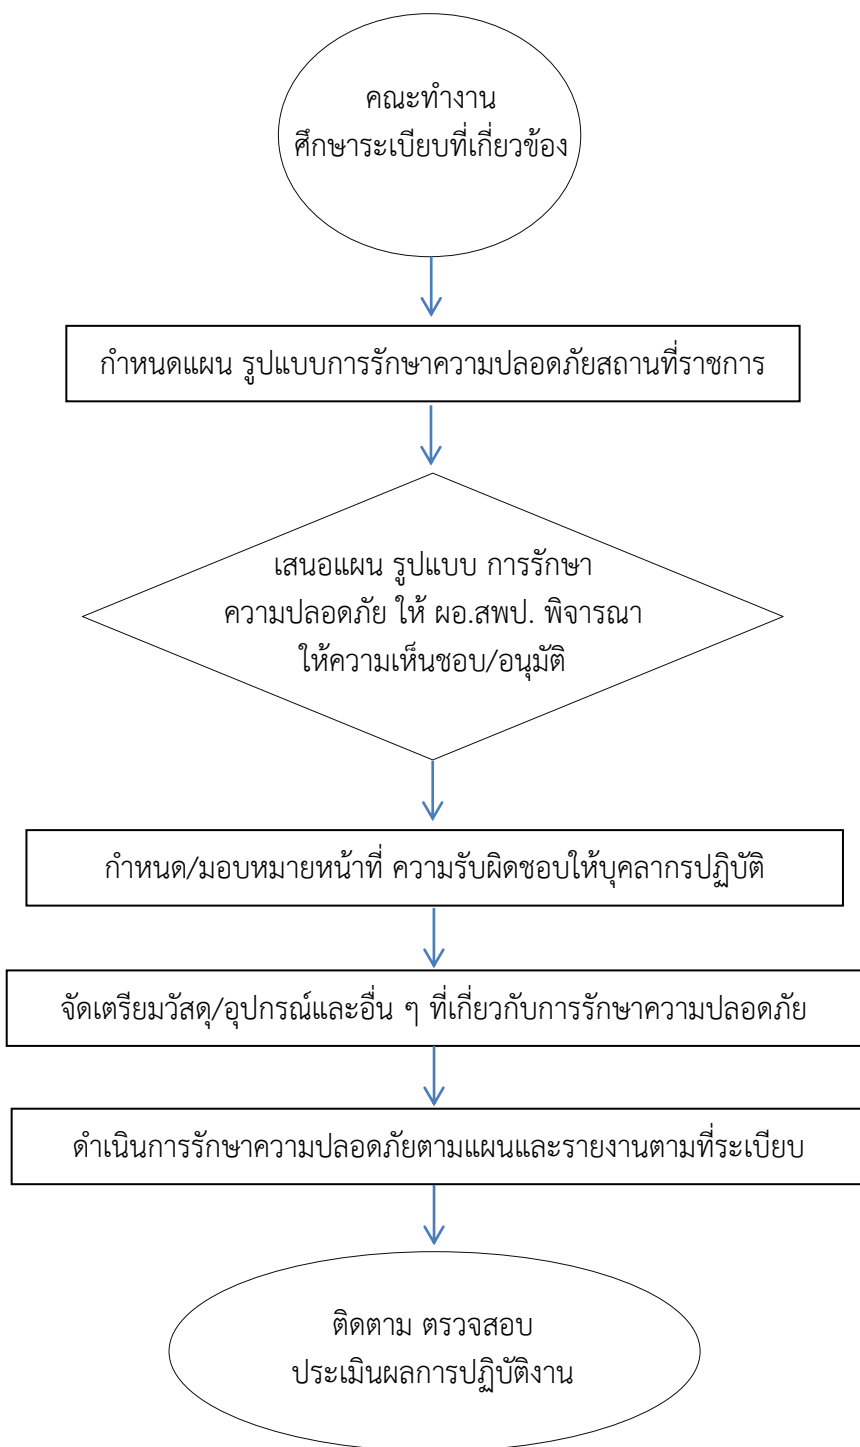 คณะทำงาน
ศึกษาระเบียบที่เกี่ยวข้อง
กำหนดแผน รูปแบบการรักษาความปลอดภัยสถานที่ราชการ
เสนอแผน รูปแบบ การรักษา
ความปลอดภัย ให้ ผอ.สพป. พิจารณา
ให้ความเห็นชอบ/อนุมัติ
กำหนด/มอบหมายหน้าที่ ความรับผิดชอบให้บุคลากรปฏิบัติ
จัดเตรียมวัสดุ/อุปกรณ์และอื่น ๆ ที่เกี่ยวกับการรักษาความปลอดภัย
ดำเนินการรักษาความปลอดภัยตามแผนและรายงานตามที่ระเบียบ
ติดตาม ตรวจสอบ
ประเมินผลการปฏิบัติงาน